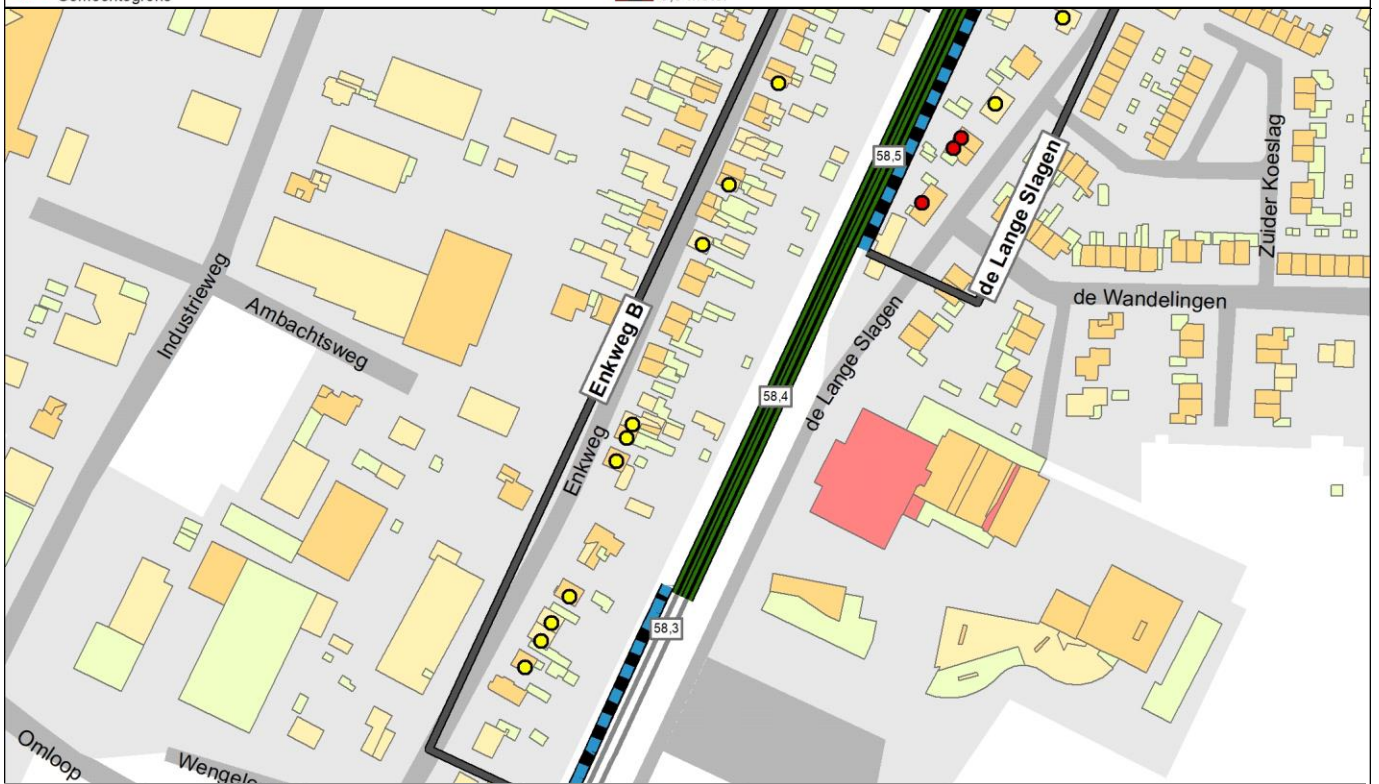 58,5
de Lange Slagen
Zuider Koeslag
Industrieweg
Ambachtsweg
Enkweg B
de Wandelingen
de Lange Slagen
58,4
Enkweg
58,3
Omloop